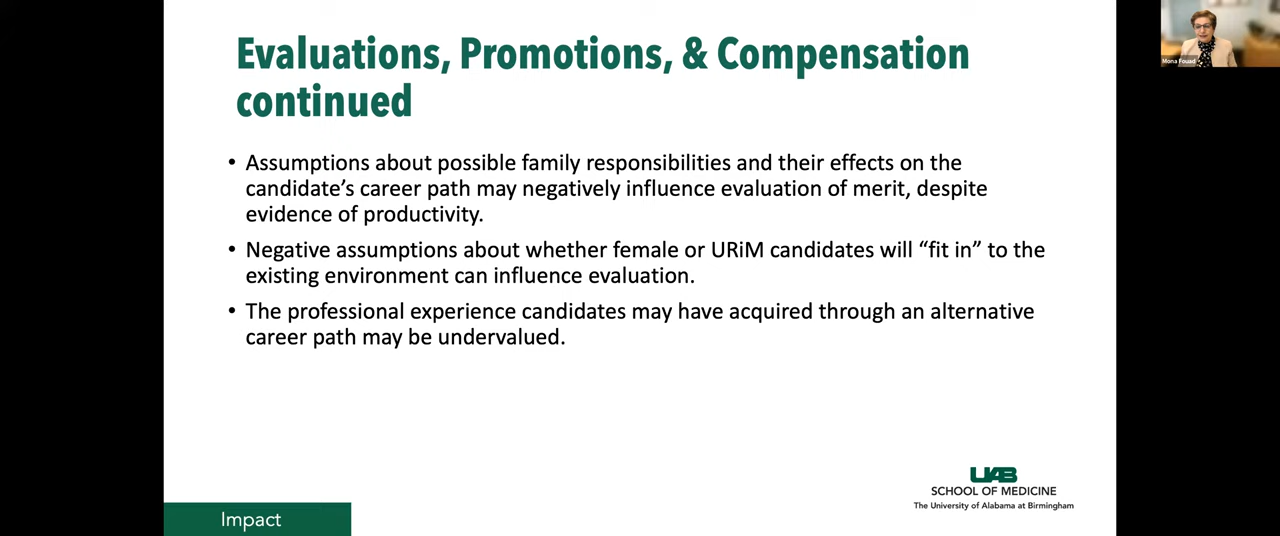 Evaluations, Promotions, & Compensation
continued
Mona Fouad
• Assumptions about possible family responsibilities and their effects on the
candidate’s career path may negatively influence evaluation of merit, despite
evidence of productivity.
• Negative assumptions about whether female or URiM candidates will “fit in” to the
existing environment can influence evaluation.
• The professional experience candidates may have acquired through an alternative
career path may be undervalued.
UAB
SCHOOL OF MEDICINE
The University of Alabama at Birmingham
Impact